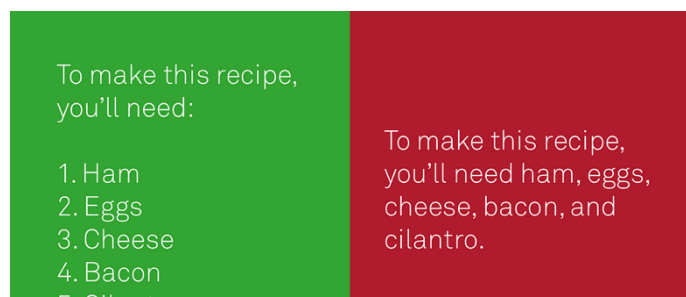 To make this recipe,
you'll need:
1. Ham
2. Eggs
3. Cheese
4. Bacon
To make this recipe,
you'll need ham, eggs,
cheese, bacon, and
cilantro.